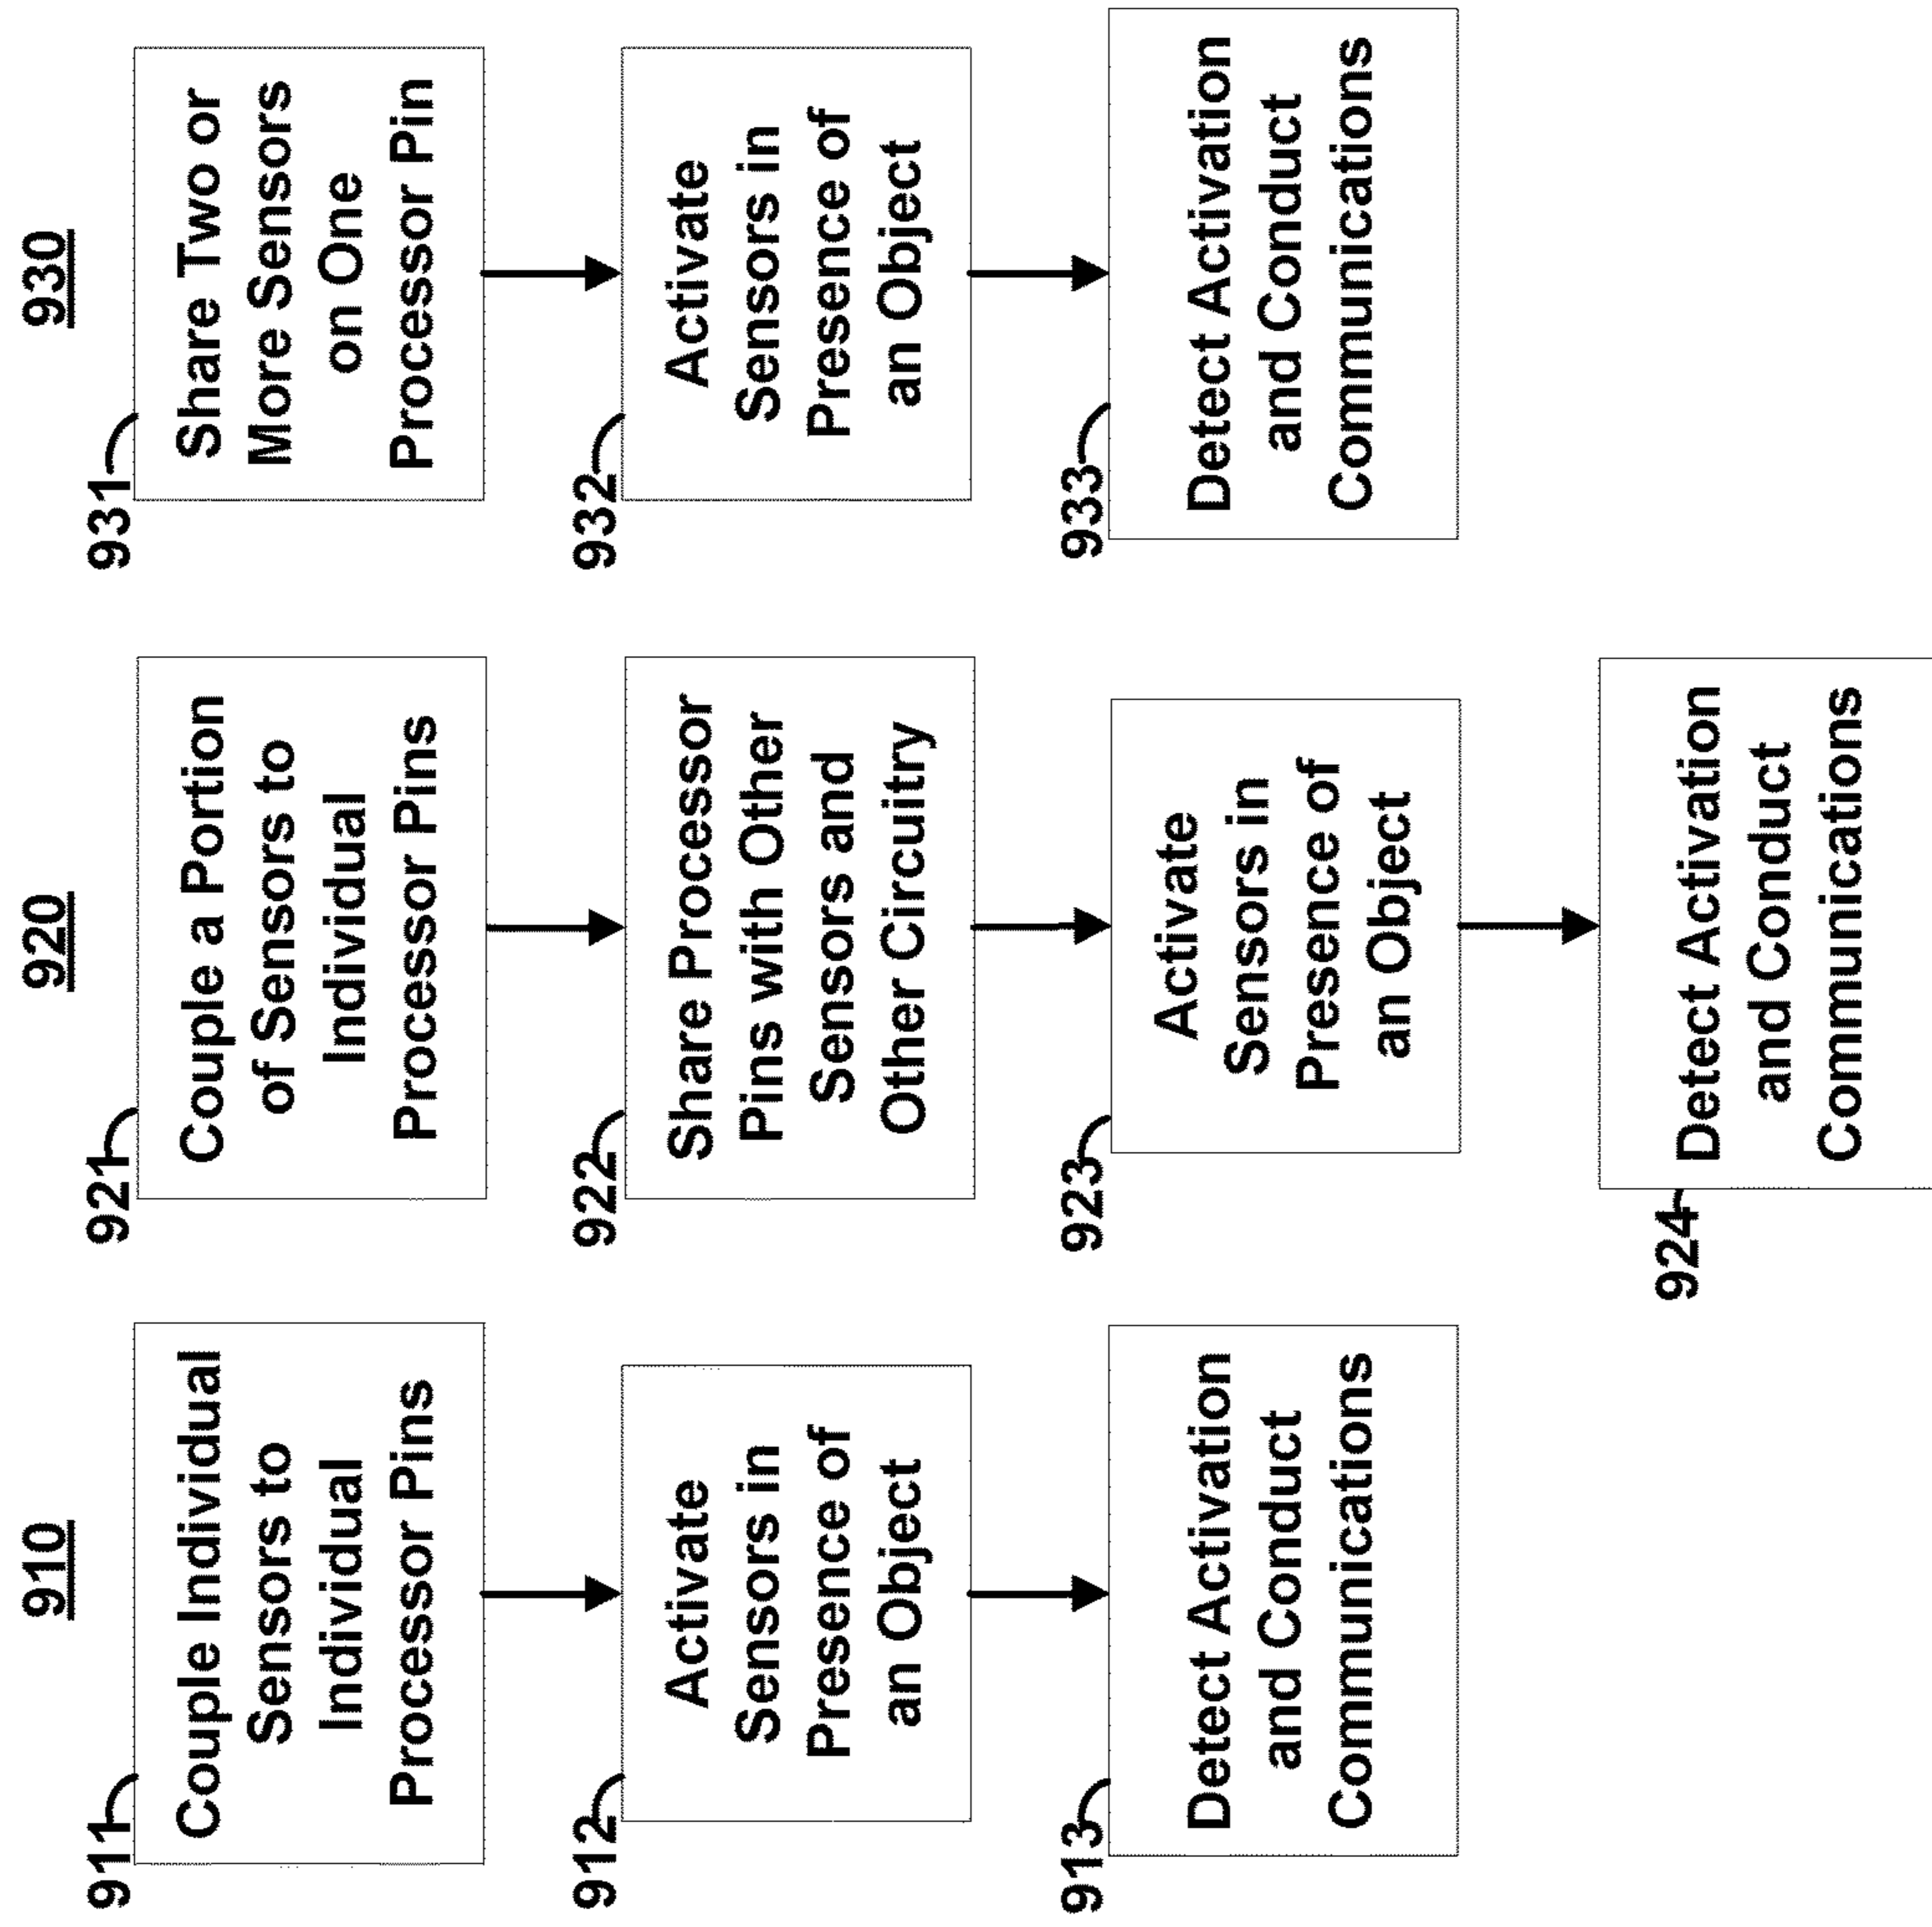 910
911
Couple Individual
Sensors to
Individual
Processor Pins
912
Activate
Sensors in
Presence of
an Object
913
Detect Activation
and Conduct
Communications
920
921
Couple a Portion
of Sensors to
Individual
Processor Pins
922
Share Processor
Pins with Other
Sensors and
Other Circuitry
923
Activate
Sensors in
Presence of
an Object
924
Detect Activation
and Conduct
Communications
930
931
Share Two or
More Sensors
on One
Processor Pin
932
Activate
Sensors in
Presence of
an Object
933
Detect Activation
and Conduct
Communications